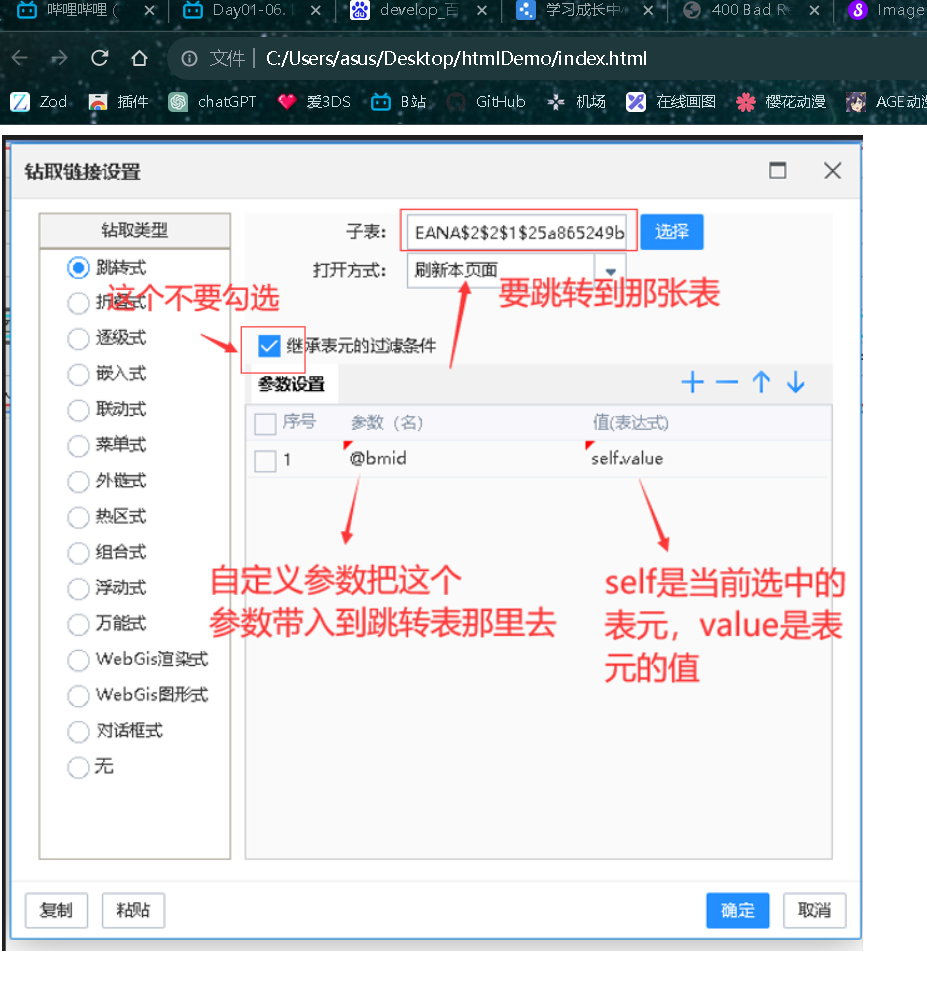 哔哩哔哩 (
Day01-06.
develop_百
学习成长中
400 Bad R
Image
文件
C:/Users/asus/Desktop/htmlDemo/index.html
Zod
插件
chatGPT
爱3DS
B站
GitHub
机场
在线画图
樱花动漫
AGE动漫
钻取链接设置
钻取类型
子表:
EANA$2$2$1$25a865249b
选择
跳转式
打开方式:
刷新本页面
这个不要勾选
要跳转到那张表
折叠式
逐级式
继承表元的过滤条件
嵌入式
参数设置
联动式
序号
参数（名）
值(表达式)
菜单式
1
@bmid
self.value
外链式
热区式
组合式
浮动式
自定义参数把这个
参数带入到跳转表那里去
self是当前选中的
表元，value是表
元的值
万能式
WebGis渲染式
WebGis图形式
对话框式
无
复制
粘贴
确定
取消